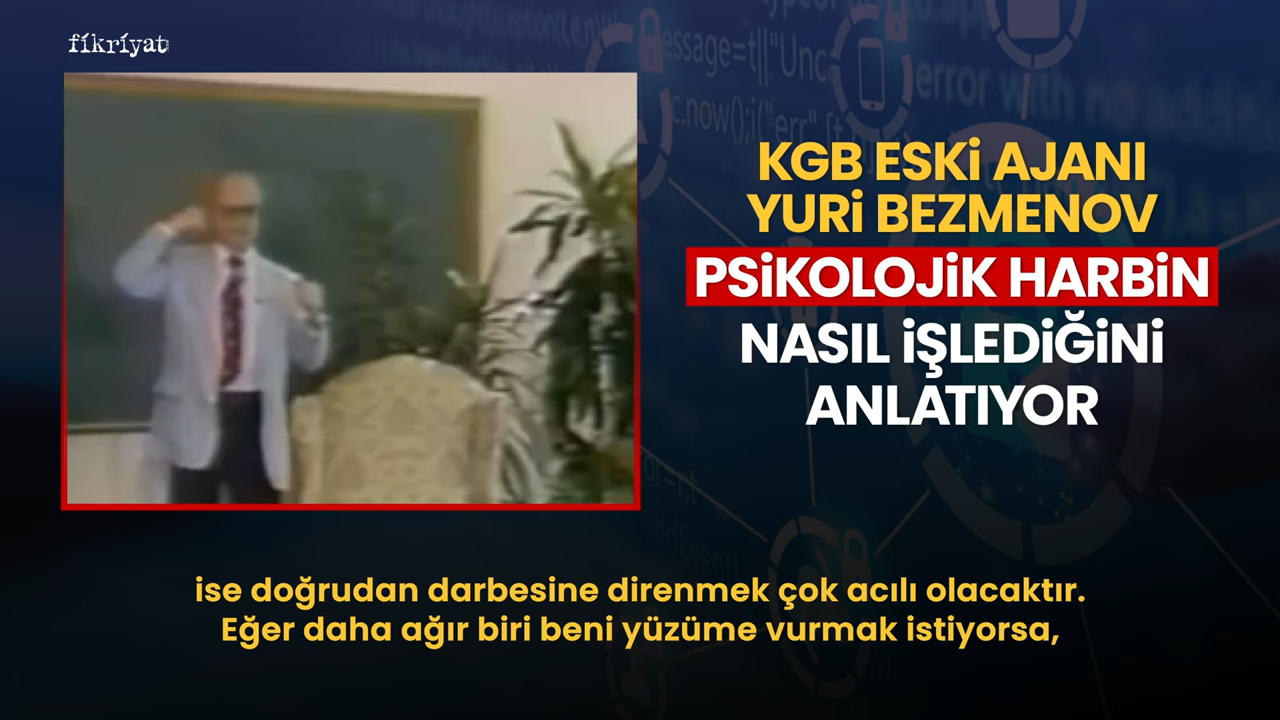 fikriyat
KGB ESKİ AJANI
YURİ BEZMENOV
PSİKOLOJİK HARBİN
NASIL İŞLEDİĞİNİ
ANLATIYOR
ise doğrudan darbesine direnmek çok acılı olacaktır.
Eğer daha ağır biri beni yüzüme vurmak istiyorsa,